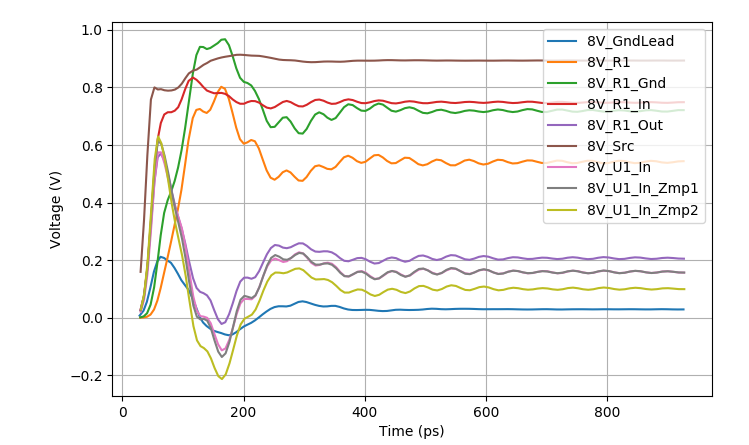 1.0
0.8
0.6
0.4
0.2
0.0
−0.2
Voltage (V)
0
200
400
600
800
Time (ps)
8V_GndLead
8V_R1
8V_R1_Gnd
8V_R1_In
8V_R1_Out
8V_Src
8V_U1_In
8V_U1_In_Zmp1
8V_U1_In_Zmp2